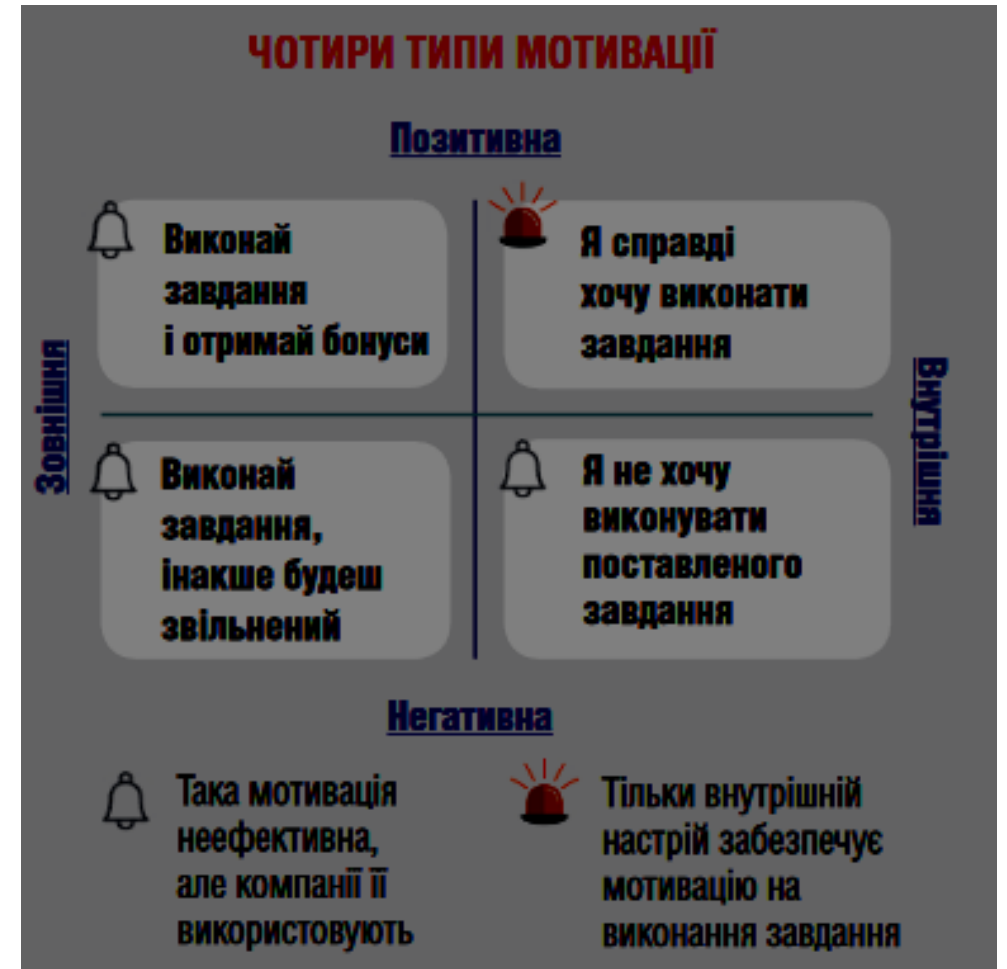 ЧОТИРИ ТИПИ МОТИВАЦІЇ
Позитивна
Зовнішня
Виконай
завдання
і отримай бонуси
Я справді
хочу виконати
завдання
Внутрішня
Виконай
завдання,
інакше будеш
звільнений
Я не хочу
виконувати
поставленого
завдання
Негативна
Така мотивація
неефективна,
але компанії її
використовують
Тільки внутрішній
настрій забезпечує
мотивацію на
виконання завдання